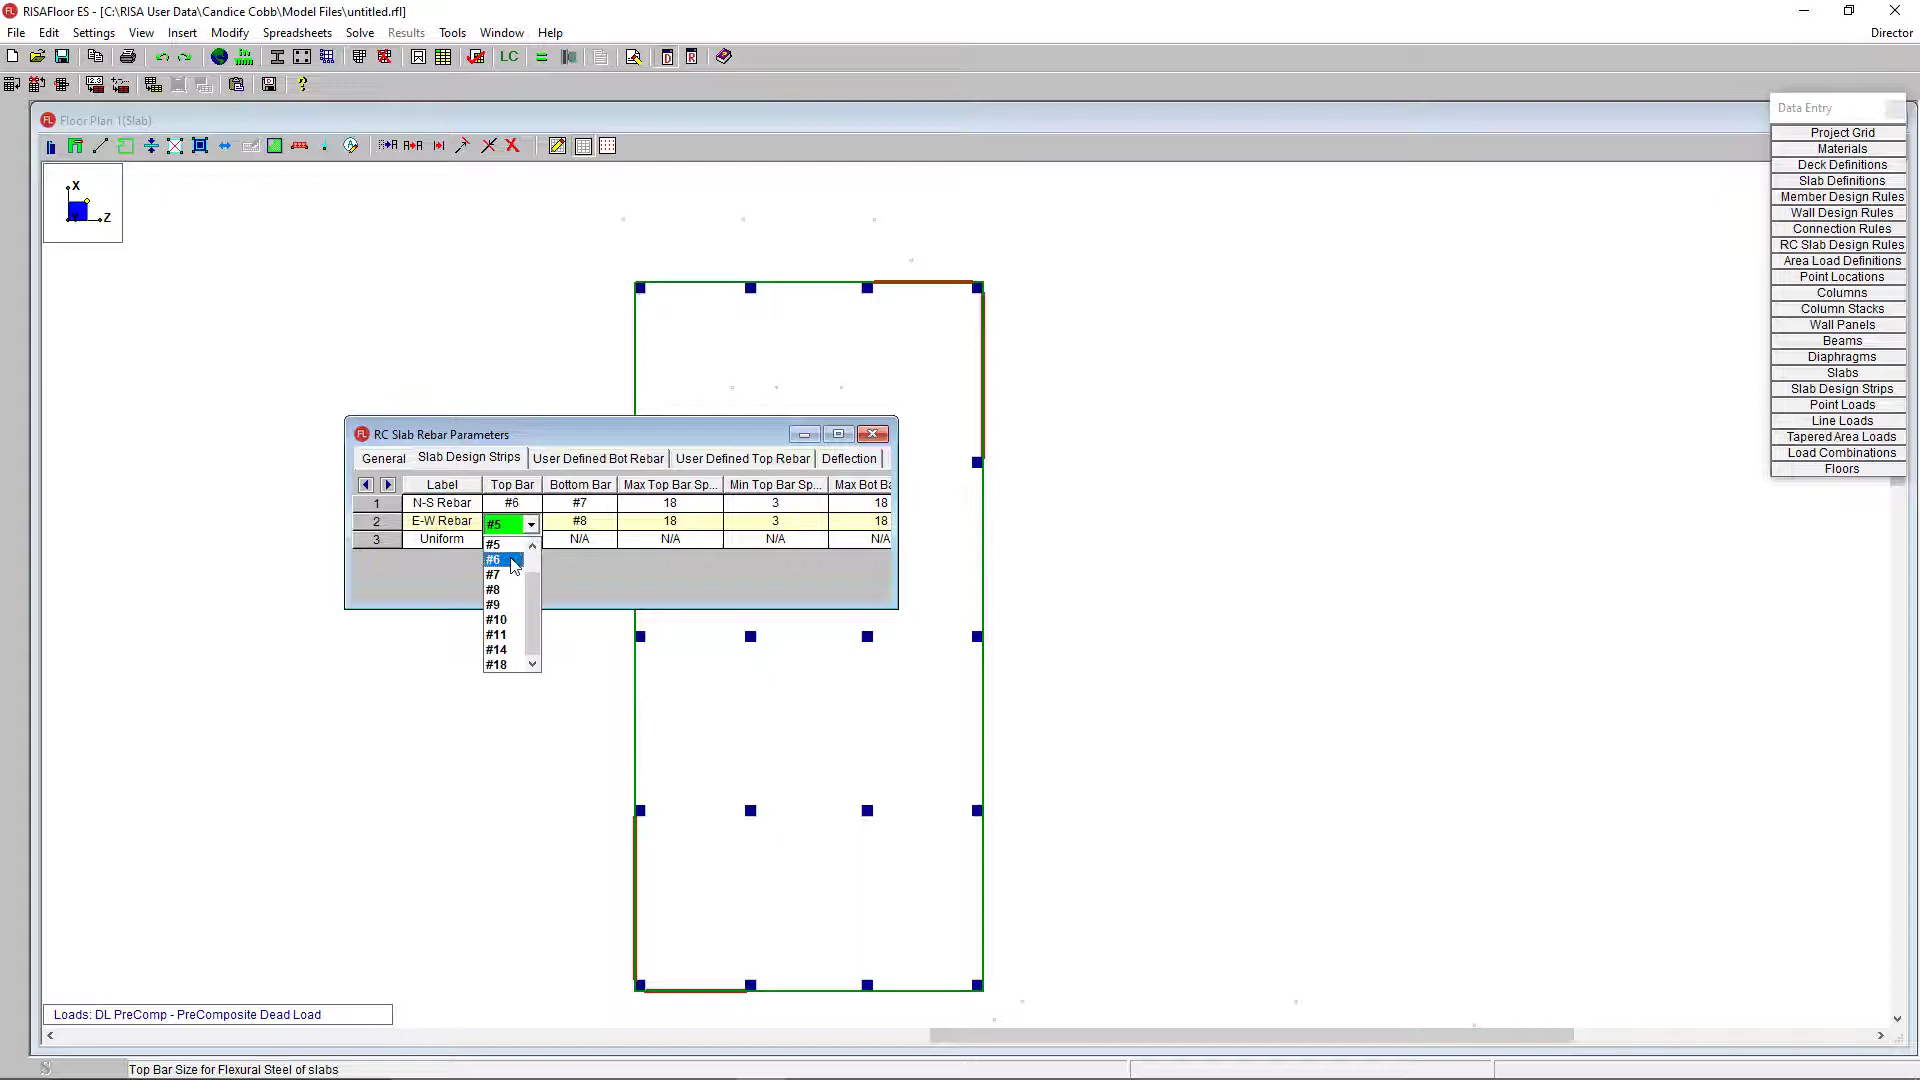 RISAFloor ES - [C:\RISA User Data\Candice Cobb\Model Files\untitled.rfl]
File Edit Settings View Insert Modify Spreadsheets Solve Results Tools Window Help Director
LC D R
Floor Plan 1(Slab)
X
Y Z
Data Entry
Project Grid
Materials
Deck Definitions
Slab Definitions
Member Design Rules
Wall Design Rules
Connection Rules
RC Slab Design Rules
Area Load Definitions
Point Locations
Columns
Column Stacks
Wall Panels
Beams
Diaphragms
Slabs
Slab Design Strips
Point Loads
Line Loads
Tapered Area Loads
Load Combinations
Floors
RC Slab Rebar Parameters
General Slab Design Strips User Defined Bot Rebar User Defined Top Rebar Deflection
Label Top Bar Bottom Bar Max Top Bar Sp... Min Top Bar Sp... Max Bot Ba
1 N-S Rebar #6 #7 18 3 18
2 E-W Rebar #5 #8 18 3 18
3 Uniform N/A N/A N/A N/A
#5
#6
#7
#8
#9
#10
#11
#14
#18
Loads: DL PreComp - PreComposite Dead Load
Top Bar Size for Flexural Steel of slabs